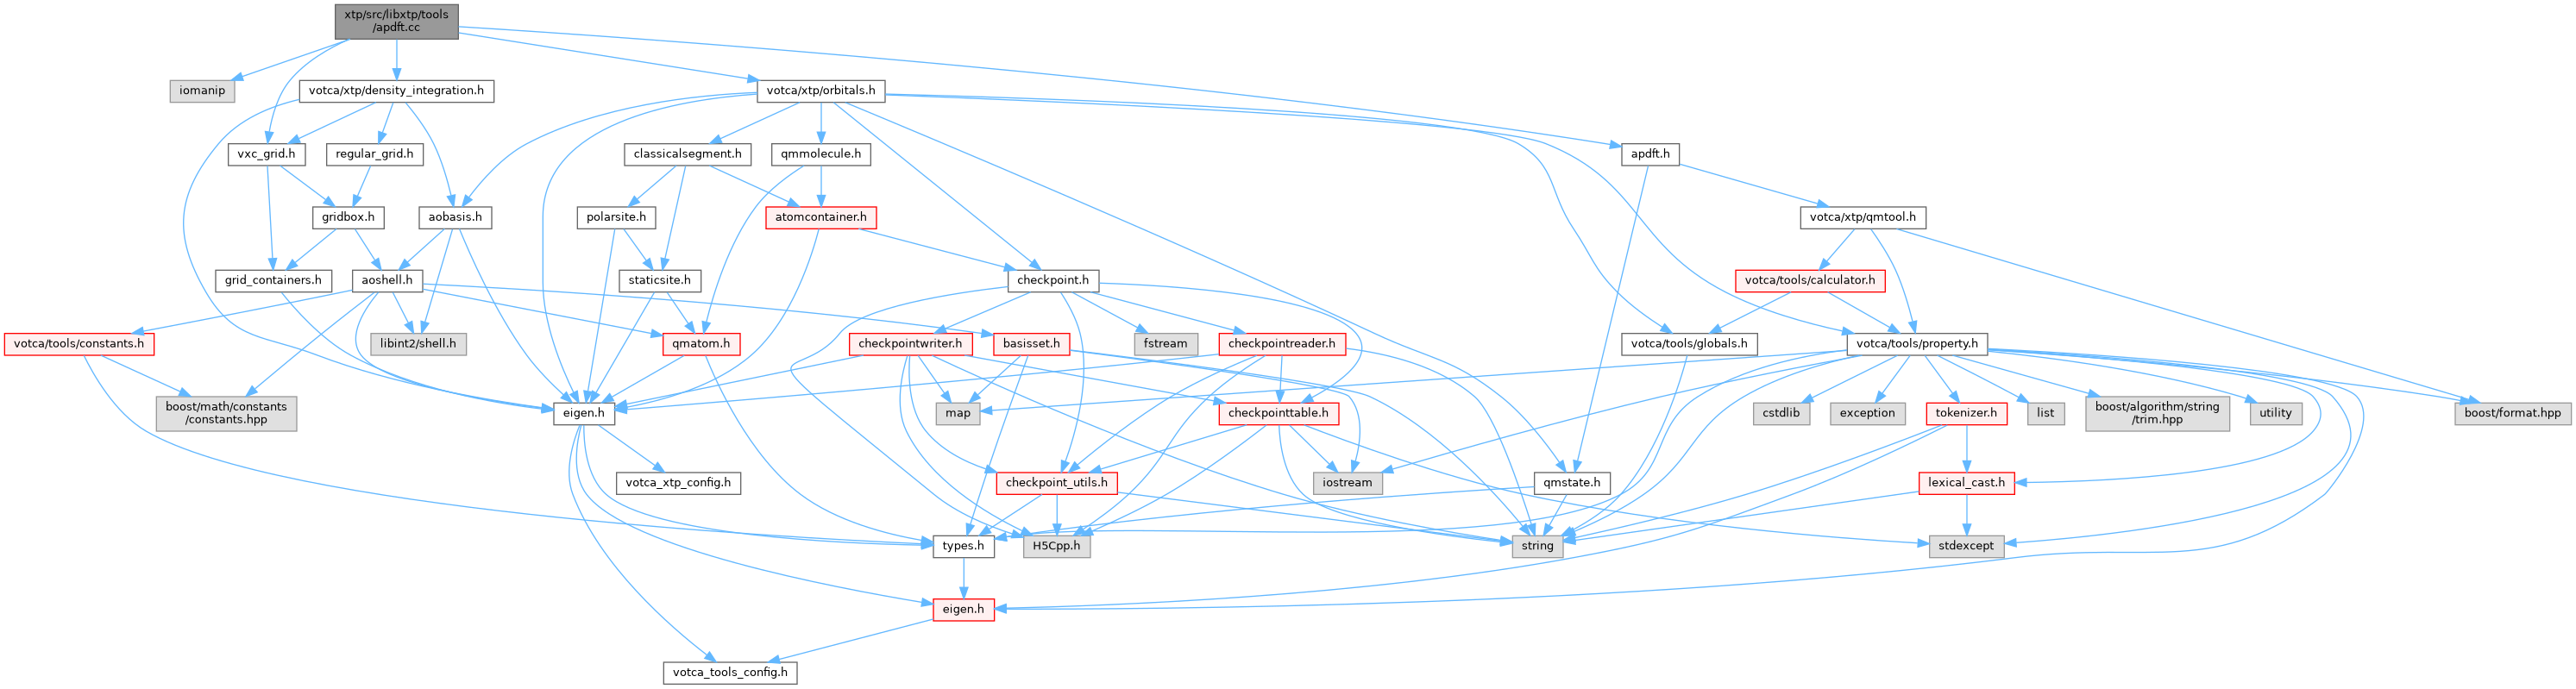 xtp/src/libxtp/tools
/apdft.cc
iomanip
votca/xtp/density_integration.h
votca/xtp/orbitals.h
vxc_grid.h
regular_grid.h
classicalsegment.h
qmmolecule.h
apdft.h
gridbox.h
aobasis.h
polarsite.h
atomcontainer.h
votca/xtp/qmtool.h
grid_containers.h
aoshell.h
staticsite.h
checkpoint.h
votca/tools/calculator.h
votca/tools/constants.h
libint2/shell.h
qmatom.h
checkpointwriter.h
basisset.h
fstream
checkpointreader.h
votca/tools/globals.h
votca/tools/property.h
boost/math/constants
/constants.hpp
eigen.h
map
checkpointtable.h
cstdlib
exception
tokenizer.h
list
boost/algorithm/string
/trim.hpp
utility
boost/format.hpp
votca_xtp_config.h
checkpoint_utils.h
iostream
qmstate.h
lexical_cast.h
types.h
H5Cpp.h
string
stdexcept
eigen.h
votca_tools_config.h